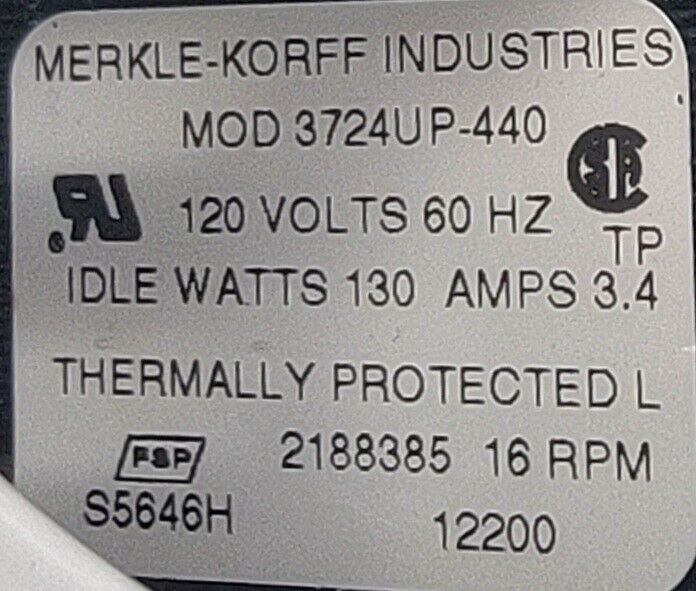 MERKLE-KORFF INDUSTRIES
MOD 3724UP-440
120 VOLTS 60 HZ
TP
IDLE WATTS 130 AMPS 3.4
THERMALLY PROTECTED L
FSP 2188385 16 RPM
S5646H 12200